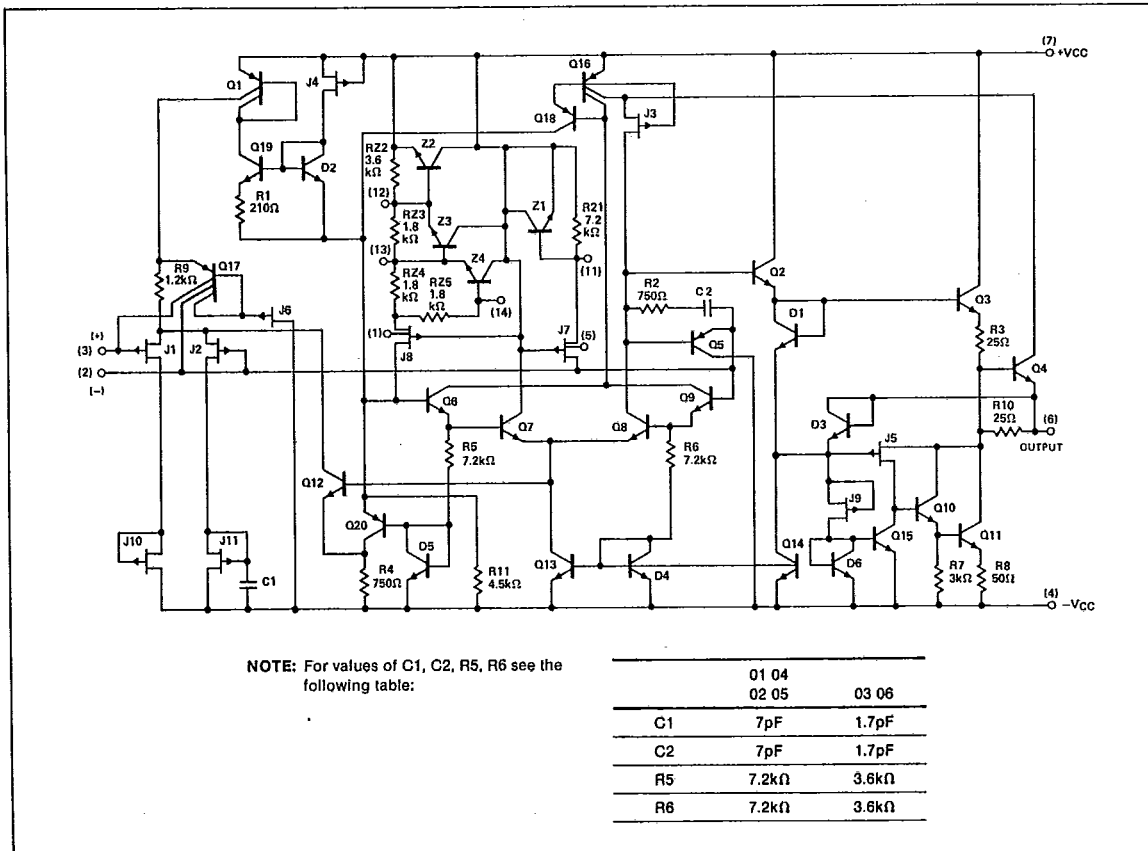 (7)
+VCC
Q1
J4
Q16
Q18
J3
Q19
D2
R1
210Ω
RZ2
3.6
kΩ
Z2
(12)
RZ3
1.8
kΩ
Z3
Z1
R21
7.2
kΩ
(13)
(11)
Z4
RZ4
1.8
kΩ
RZ5
1.8
kΩ
(14)
R9
1.2kΩ
Q17
J6
(+)
(3)
J1
J2
(2)
(-)
(1)
J8
J7
(5)
R2
750Ω
C2
Q5
Q2
D1
Q3
R3
25Ω
Q4
Q6
Q7
Q8
Q9
R5
7.2kΩ
R6
7.2kΩ
D3
R10
25Ω
(6)
OUTPUT
J5
J9
Q12
Q10
Q20
D5
Q13
D4
Q14
D6
Q15
Q11
J10
J11
C1
R4
750Ω
R11
4.5kΩ
R7
3kΩ
R8
50Ω
(4)
-VCC
NOTE: For values of C1, C2, R5, R6 see the
following table:
01 04
02 05 03 06
C1 7pF 1.7pF
C2 7pF 1.7pF
R5 7.2kΩ 3.6kΩ
R6 7.2kΩ 3.6kΩ